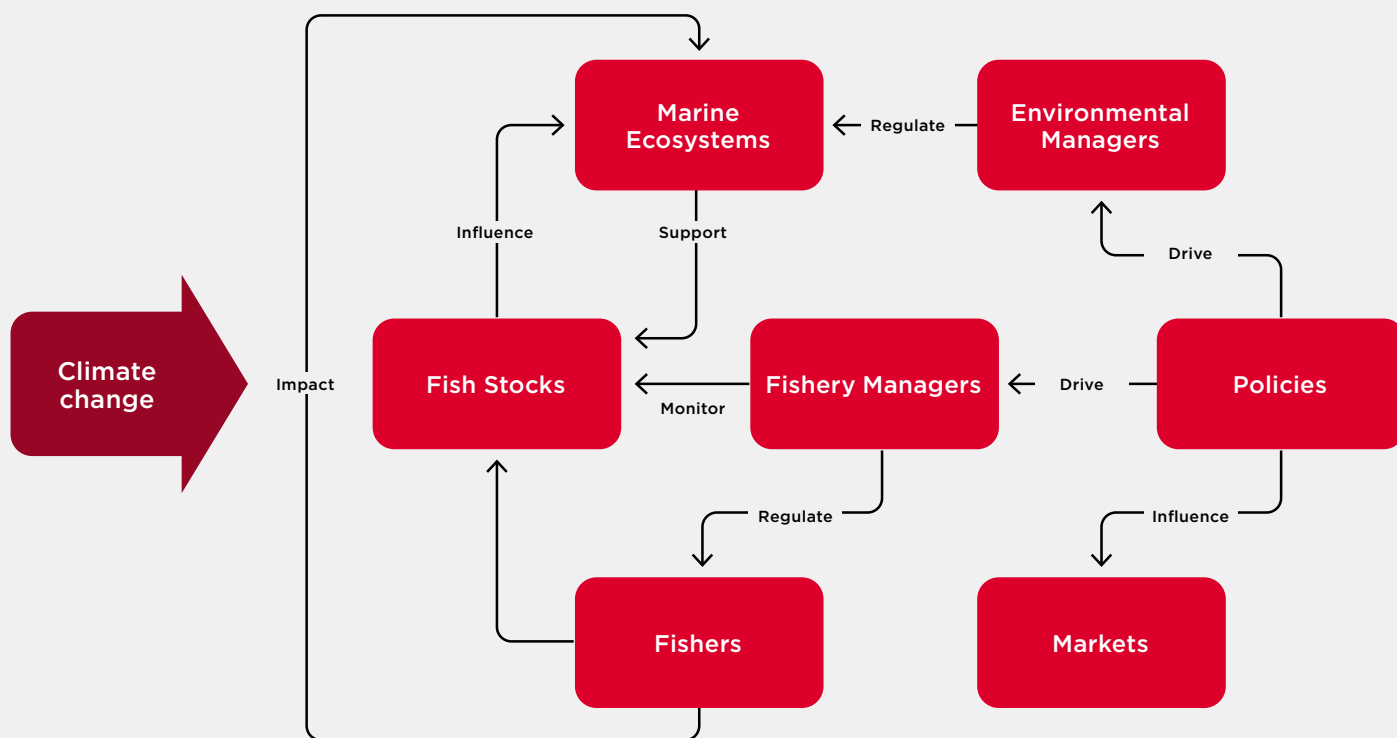 Marine
Ecosystems
Regulate
Environmental
Managers
Influence
Support
Drive
Climate
change
Impact
Fish Stocks
Monitor
Fishery Managers
Drive
Policies
Regulate
Influence
Fishers
Markets